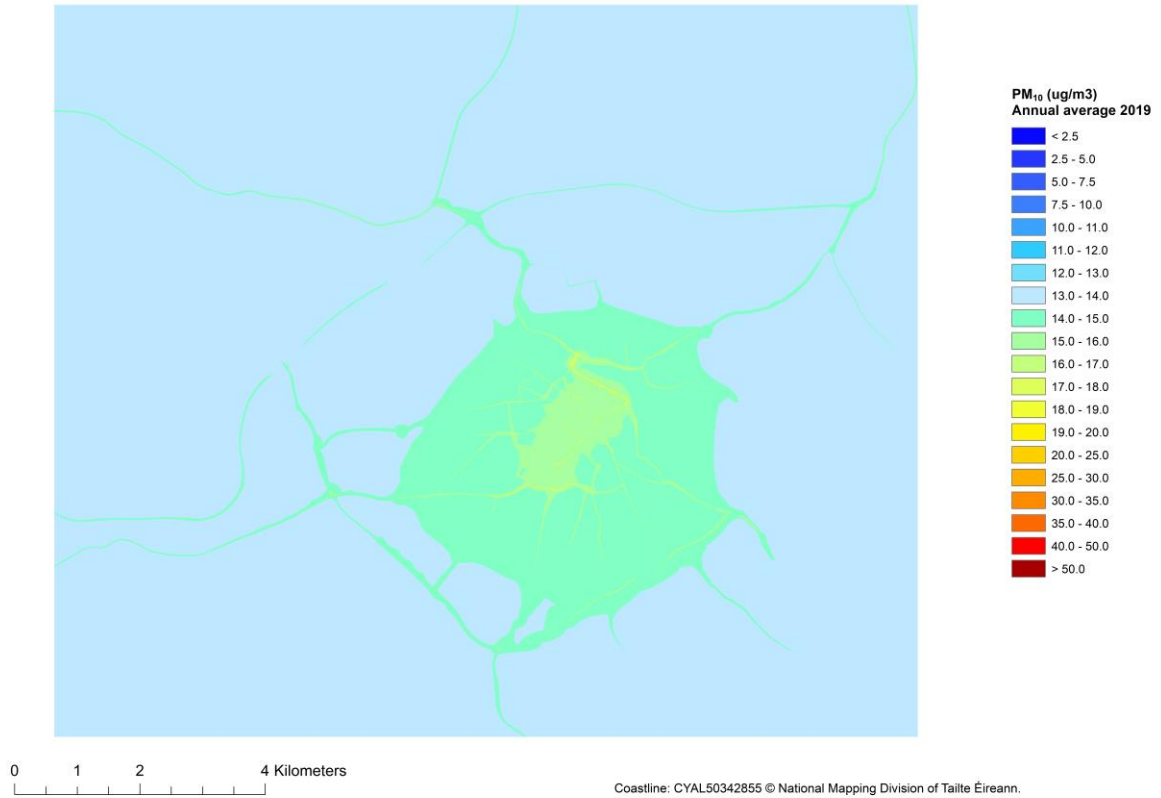 PM₁₀ (ug/m3)
Annual average 2019
< 2.5
2.5 - 5.0
5.0 - 7.5
7.5 - 10.0
10.0 - 11.0
11.0 - 12.0
12.0 - 13.0
13.0 - 14.0
14.0 - 15.0
15.0 - 16.0
16.0 - 17.0
17.0 - 18.0
18.0 - 19.0
19.0 - 20.0
20.0 - 25.0
25.0 - 30.0
30.0 - 35.0
35.0 - 40.0
40.0 - 50.0
> 50.0
0 1 2 4 Kilometers
Coastline: CYAL50342855 © National Mapping Division of Tailte Éireann.